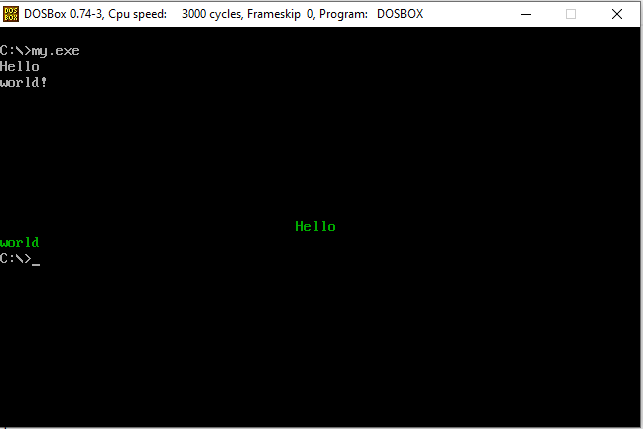 DOS BOX DOSBox 0.74-3, Cpu speed: 3000 cycles, Frameskip 0, Program: DOSBOX
C:\>my.exe
Hello
world!
Hello
world
C:\>_